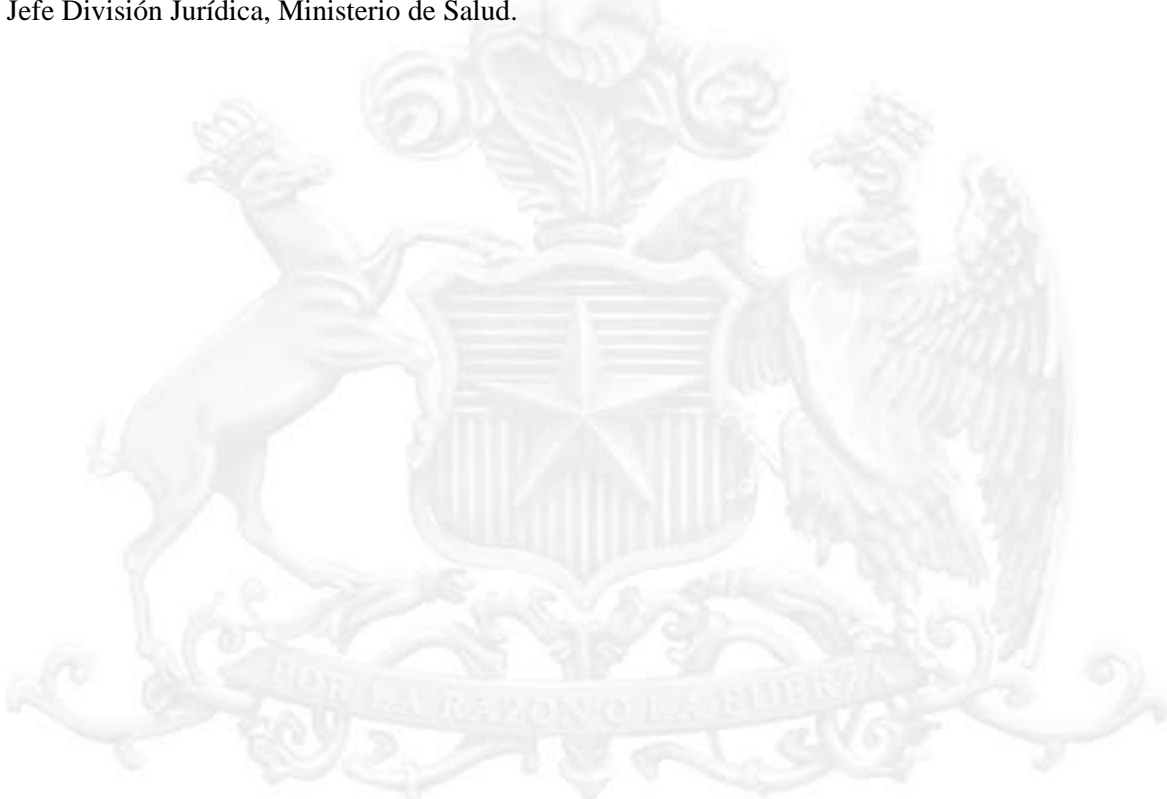 Jefe División Jurídica, Ministerio de Salud.
POR LA RAZON O LA FUERZA